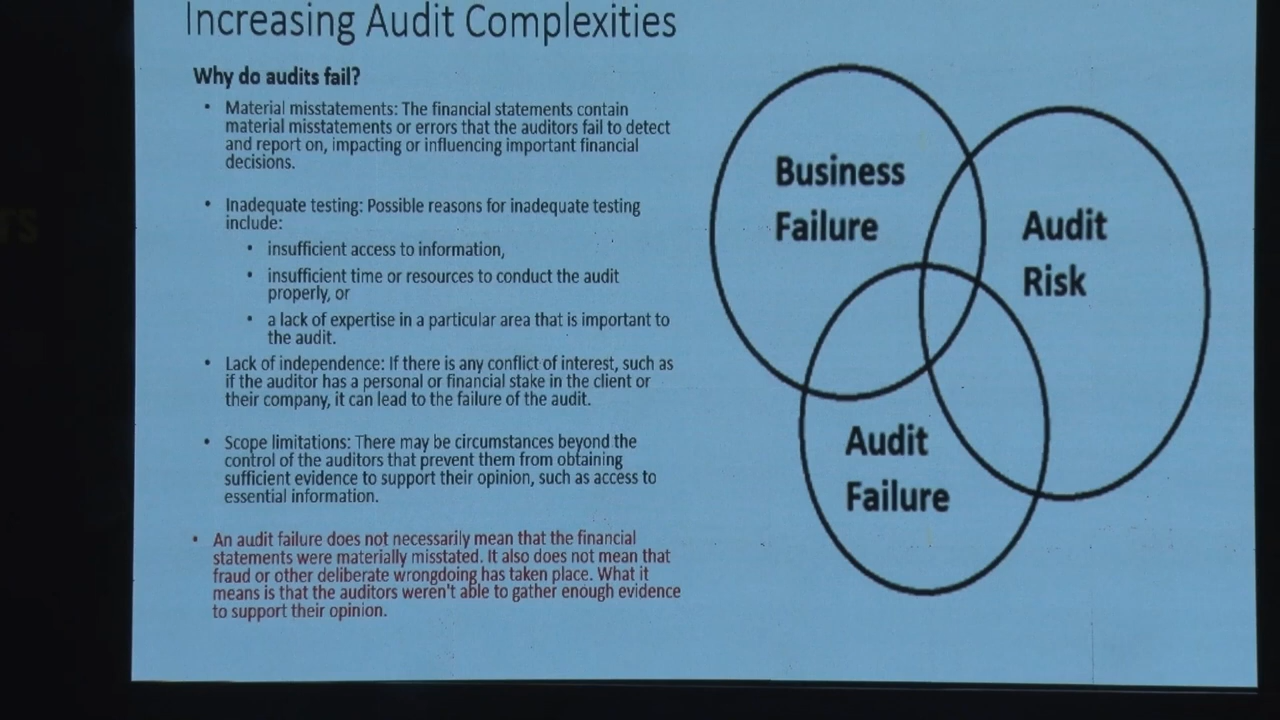 Increasing Audit Complexities
Why do audits fail?
• Material misstatements: The financial statements contain
material misstatements or errors that the auditors fail to detect
and report on, impacting or influencing important financial
decisions.
• Inadequate testing: Possible reasons for inadequate testing
include:
• insufficient access to information,
• insufficient time or resources to conduct the audit
properly, or
• a lack of expertise in a particular area that is important to
the audit.
• Lack of independence: If there is any conflict of interest, such as
if the auditor has a personal or financial stake in the client or
their company, it can lead to the failure of the audit.
• Scope limitations: There may be circumstances beyond the
control of the auditors that prevent them from obtaining
sufficient evidence to support their opinion, such as access to
essential information.
• An audit failure does not necessarily mean that the financial
statements were materially misstated. It also does not mean that
fraud or other deliberate wrongdoing has taken place. What it
means is that the auditors weren't able to gather enough evidence
to support their opinion.
Business
Failure
Audit
Risk
Audit
Failure